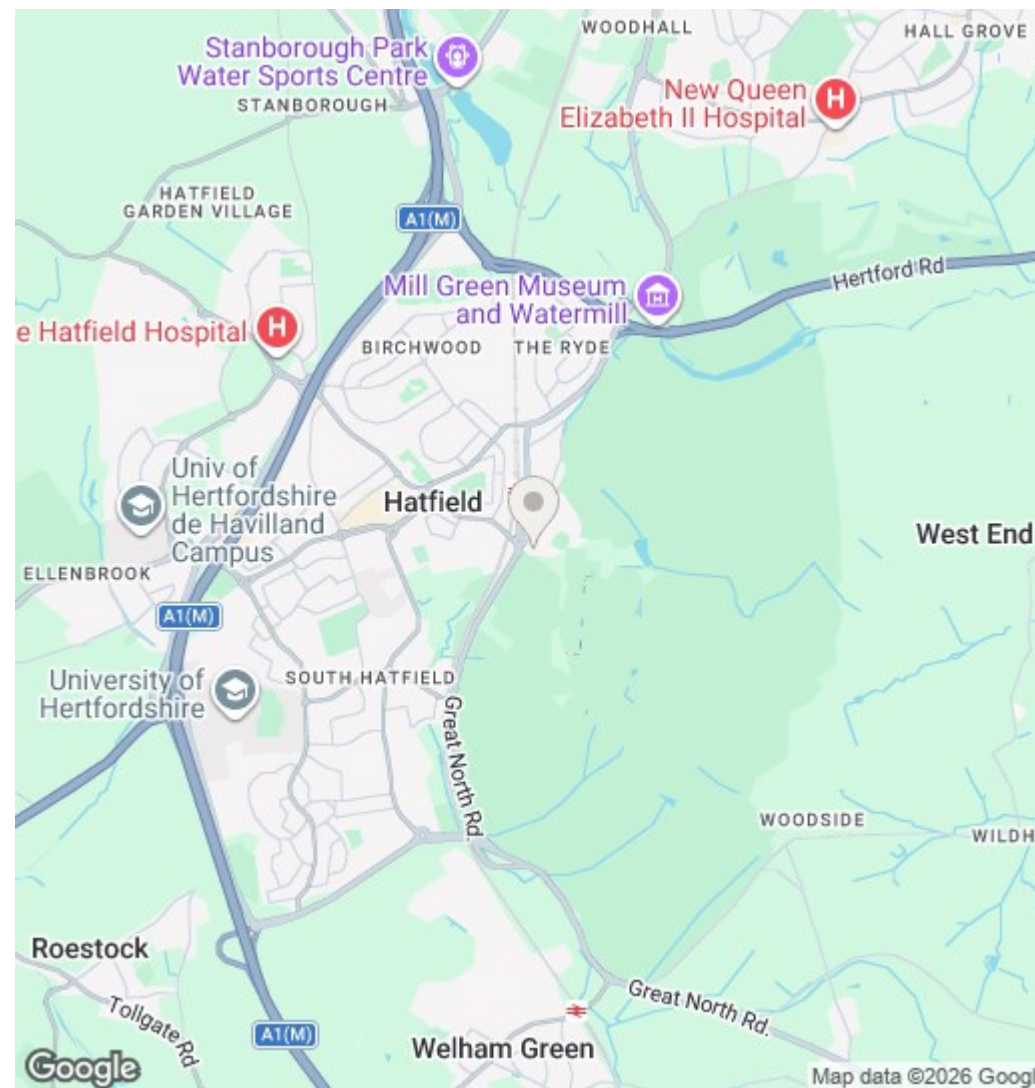 WOODHALL
HALL GROVE
Stanborough Park
Water Sports Centre
STANBOROUGH
New Queen
Elizabeth II Hospital
HATFIELD
GARDEN VILLAGE
A1(M)
Hertford Rd
Mill Green Museum
and Watermill
e Hatfield Hospital
BIRCHWOOD
THE RYDE
Univ of
Hertfordshire
de Havilland
Campus
Hatfield
West End
ELLENBROOK
A1(M)
SOUTH HATFIELD
University of
Hertfordshire
Great North Rd.
WOODSIDE
WILDH
Roestock
Tollgate Rd
Great North Rd.
A1(M)
Welham Green
Google
Map data ©2026 Googl